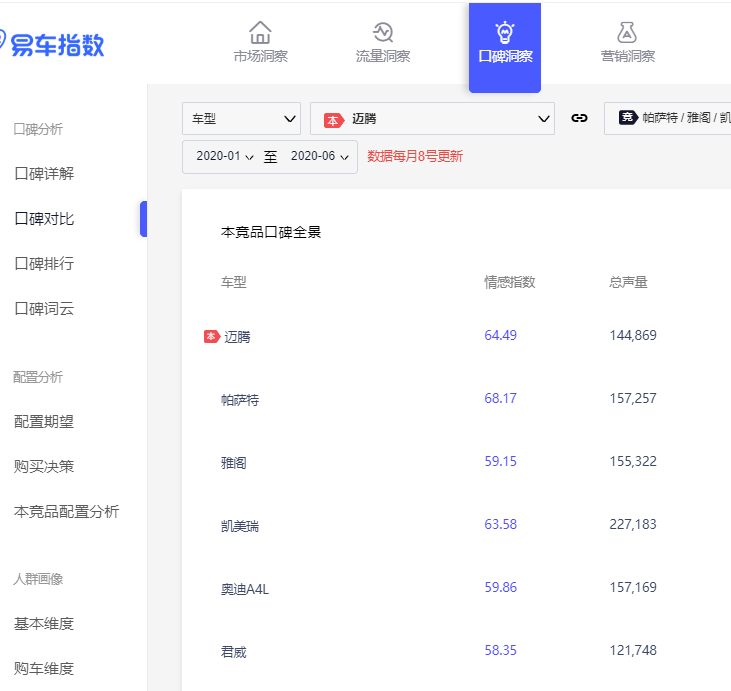 易车指数
市场洞察 流量洞察 口碑洞察 营销洞察
口碑分析
口碑详解
口碑对比
口碑排行
口碑词云
配置分析
配置期望
购买决策
本竞品配置分析
人群画像
基本维度
购车维度
车型 本 迈腾 竞 帕萨特 / 雅阁 / 凯
2020-01 至 2020-06 数据每月8号更新
本竞品口碑全景
车型 情感指数 总声量
本 迈腾 64.49 144,869
帕萨特 68.17 157,257
雅阁 59.15 155,322
凯美瑞 63.58 227,183
奥迪A4L 59.86 157,169
君威 58.35 121,748